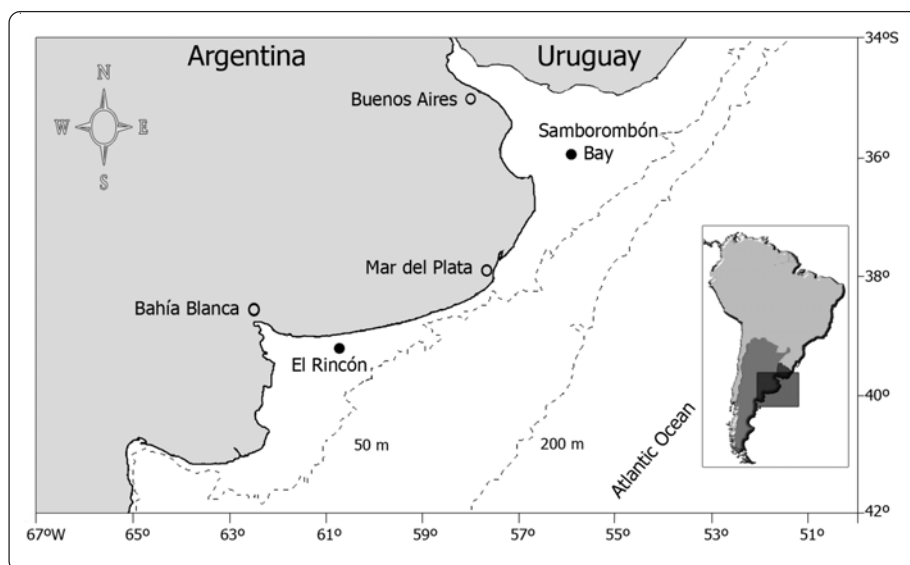 Argentina
Uruguay
34ºS
N
W
E
S
Buenos Aires
Samborombón
Bay
36º
Mar del Plata
38º
Bahía Blanca
El Rincón
40º
50 m
200 m
Atlantic Ocean
42º
67ºW
65º
63º
61º
59º
57º
55º
53º
51º